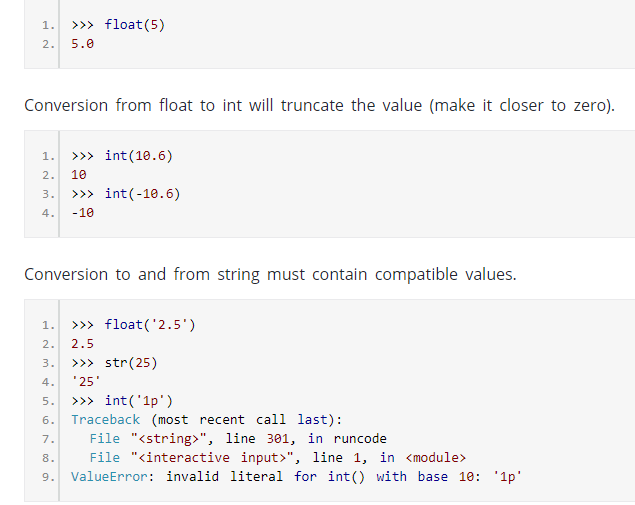 1. >>> float(5)
2. 5.0
Conversion from float to int will truncate the value (make it closer to zero).
1. >>> int(10.6)
2. 10
3. >>> int(-10.6)
4. -10
Conversion to and from string must contain compatible values.
1. >>> float('2.5')
2. 2.5
3. >>> str(25)
4. '25'
5. >>> int('1p')
6. Traceback (most recent call last):
7.   File "<string>", line 301, in runcode
8.   File "<interactive input>", line 1, in <module>
9. ValueError: invalid literal for int() with base 10: '1p'